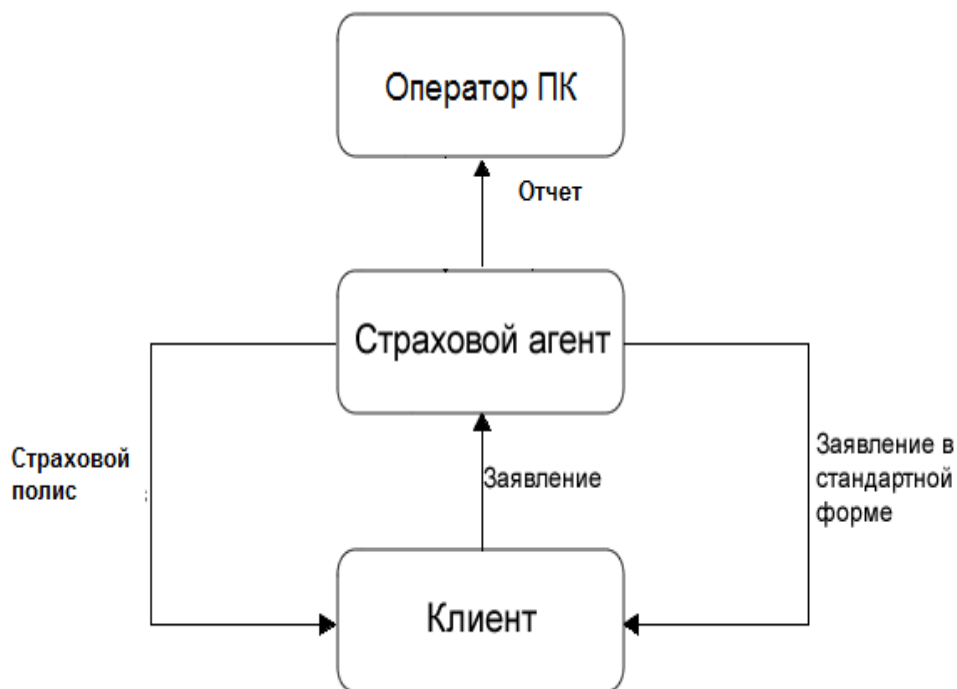 Оператор ПК
Отчет
Страховой агент
Страховой
полис
Заявление
Заявление в
стандартной
форме
Клиент